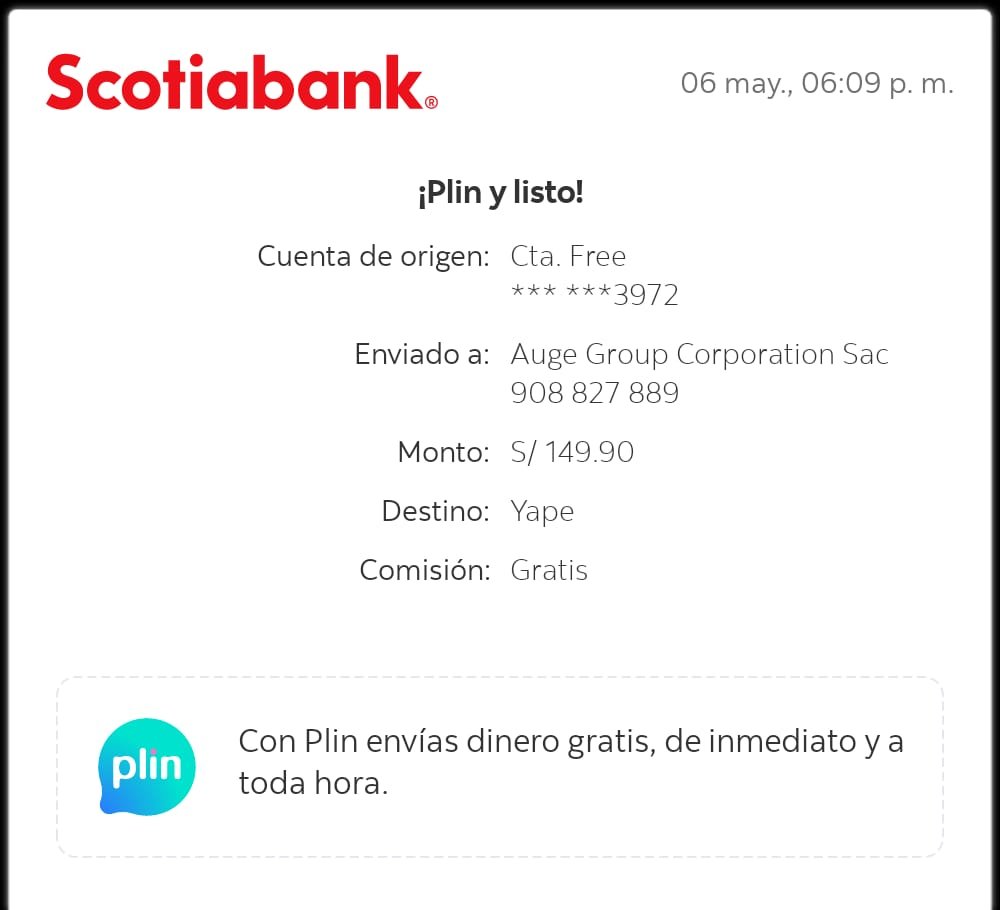 Scotiabank®
06 may., 06:09 p. m.
¡Plin y listo!
Cuenta de origen: Cta. Free
*** ***3972
Enviado a: Auge Group Corporation Sac
908 827 889
Monto: S/ 149.90
Destino: Yape
Comisión: Gratis
plin
Con Plin envías dinero gratis, de inmediato y a
toda hora.